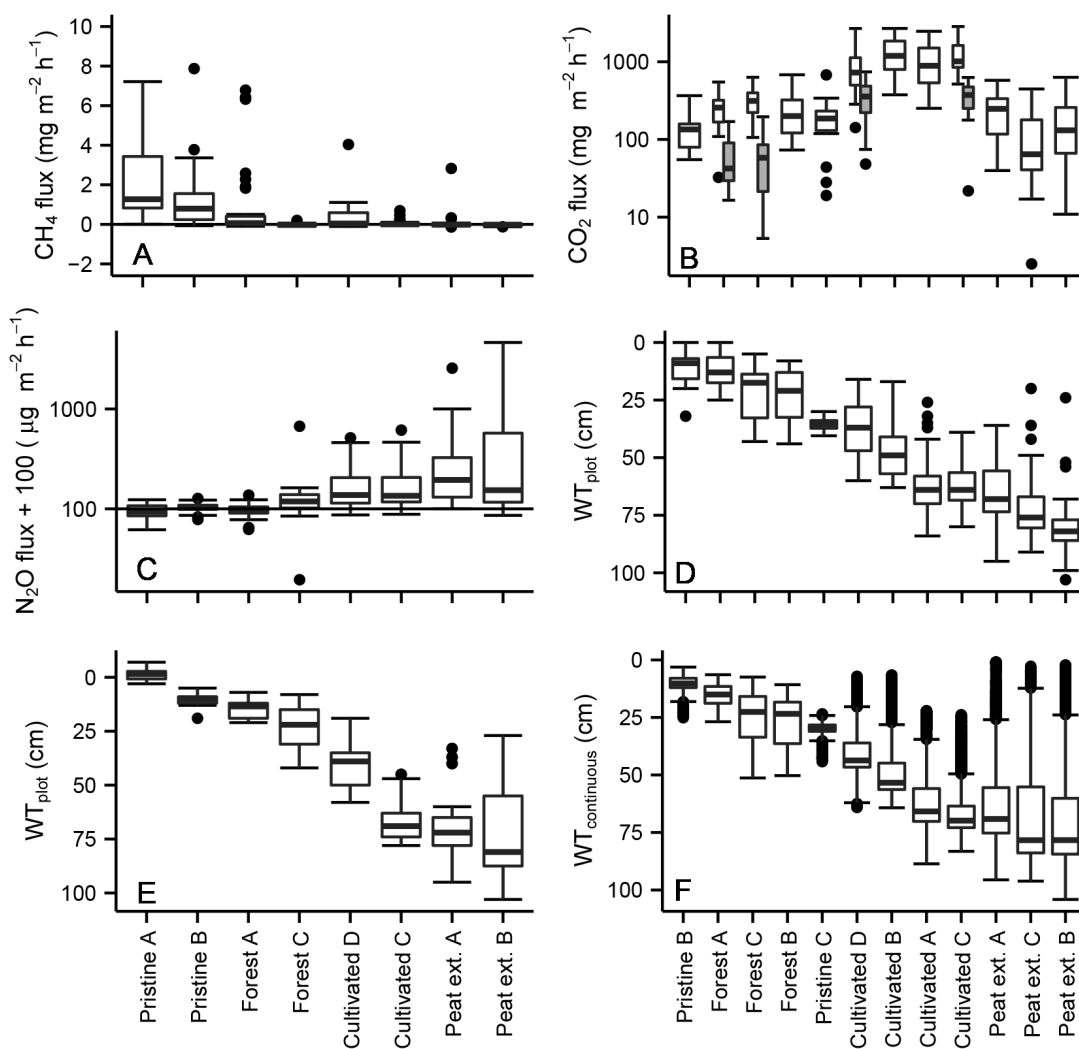 CH₄ flux (mg m⁻² h⁻¹)
10
8
6
4
2
0
−2
A
CO₂ flux (mg m⁻² h⁻¹)
1000
100
10
B
N₂O flux + 100 ( µg m⁻² h⁻¹)
1000
100
C
WTplot (cm)
0
25
50
75
100
D
WTplot (cm)
0
25
50
75
100
E
WTcontinuous (cm)
0
25
50
75
100
F
Pristine A
Pristine B
Forest A
Forest C
Cultivated D
Cultivated C
Peat ext. A
Peat ext. B
Pristine B
Forest A
Forest C
Forest B
Pristine C
Cultivated D
Cultivated B
Cultivated A
Cultivated C
Peat ext. A
Peat ext. C
Peat ext. B